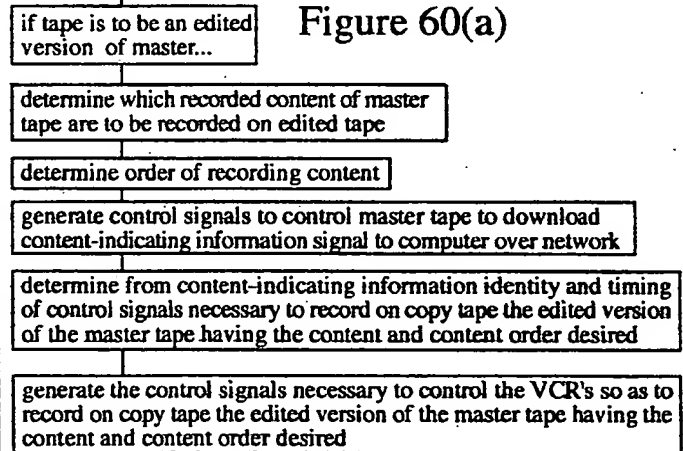 Figure 60(a)
if tape is to be an edited
version of master...
determine which recorded content of master
tape are to be recorded on edited tape
determine order of recording content
generate control signals to control master tape to download
content-indicating information signal to computer over network
determine from content-indicating information identity and timing
of control signals necessary to record on copy tape the edited version
of the master tape having the content and content order desired
generate the control signals necessary to control the VCR's so as to
record on copy tape the edited version of the master tape having the
content and content order desired